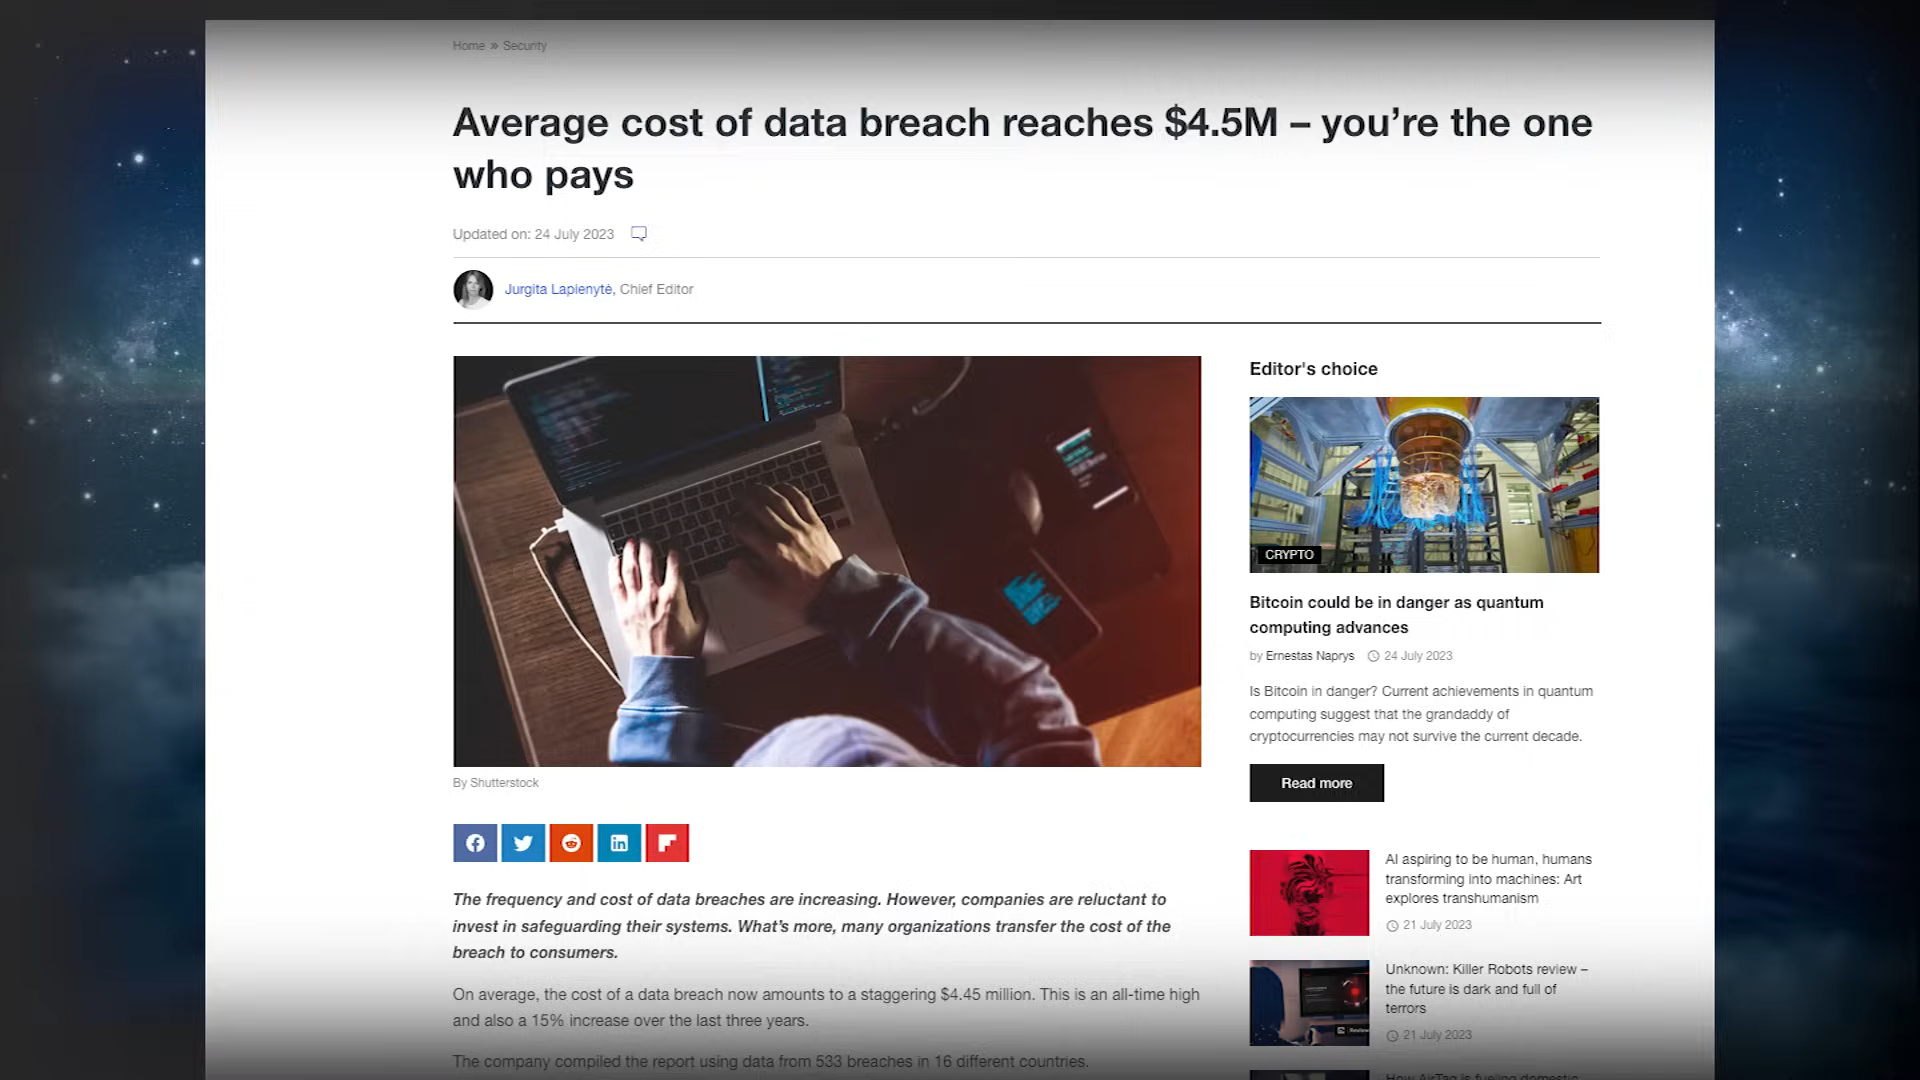 Home » Security
Average cost of data breach reaches $4.5M – you’re the one
who pays
Updated on: 24 July 2023
Jurgita Lapienytė, Chief Editor
By Shutterstock
The frequency and cost of data breaches are increasing. However, companies are reluctant to
invest in safeguarding their systems. What’s more, many organizations transfer the cost of the
breach to consumers.
On average, the cost of a data breach now amounts to a staggering $4.45 million. This is an all-time high
and also a 15% increase over the last three years.
The company compiled the report using data from 533 breaches in 16 different countries.
Editor's choice
CRYPTO
Bitcoin could be in danger as quantum
computing advances
by Ernestas Naprys 24 July 2023
Is Bitcoin in danger? Current achievements in quantum
computing suggest that the grandaddy of
cryptocurrencies may not survive the current decade.
Read more
AI aspiring to be human, humans
transforming into machines: Art
explores transhumanism
21 July 2023
Unknown: Killer Robots review –
the future is dark and full of
terrors
21 July 2023
How AirTag is fueling domestic